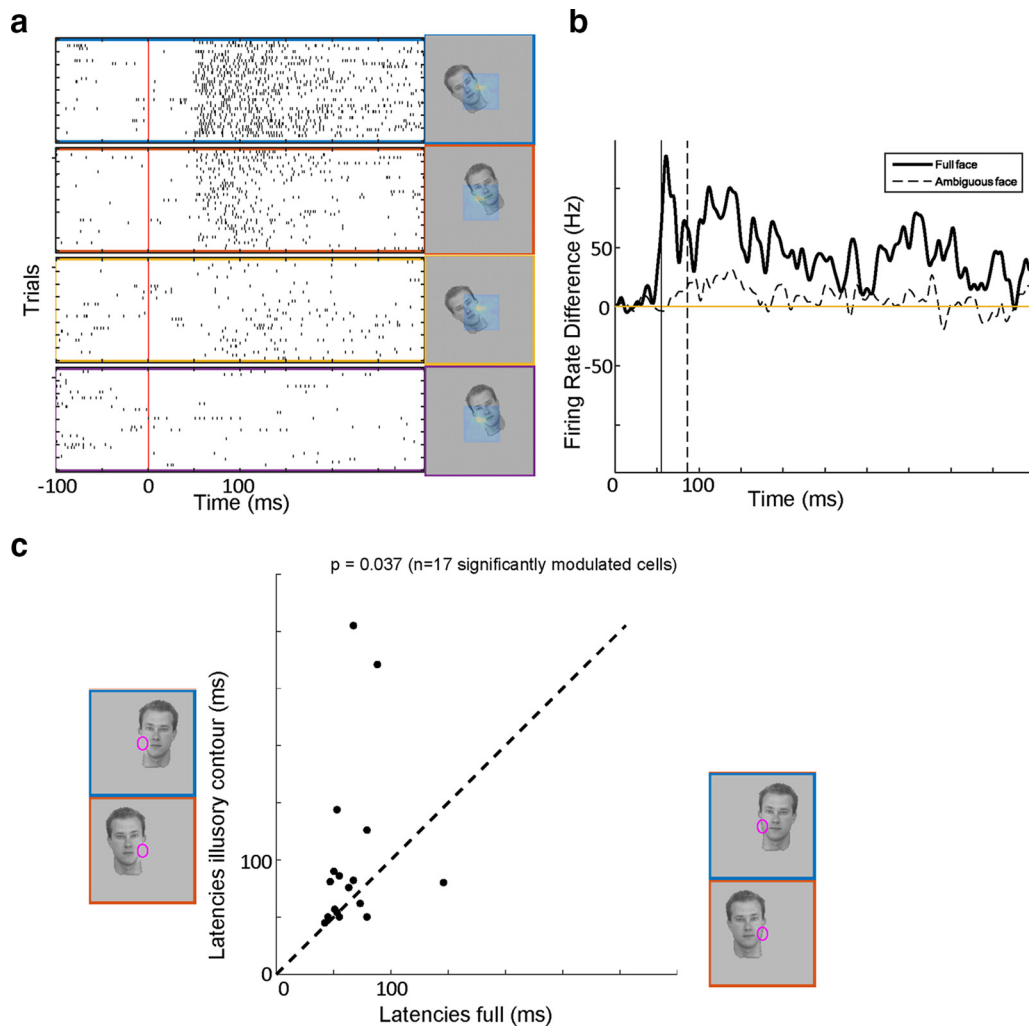 a
Trials
-100
0
100
Time (ms)
b
Firing Rate Difference (Hz)
50
0
-50
0
100
Time (ms)
Full face
Ambiguous face
c
p = 0.037 (n=17 significantly modulated cells)
Latencies illusory contour (ms)
100
0
0
100
Latencies full (ms)